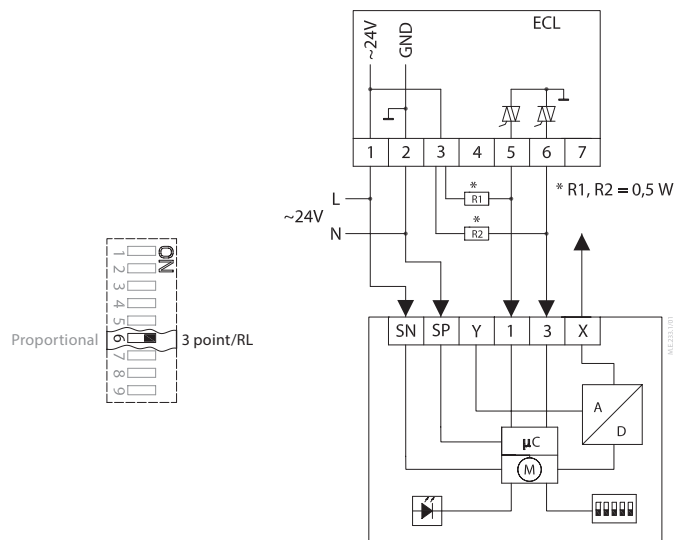 ECL
~24V
GND
1 2 3 4 5 6 7
*
R1
* R1, R2 = 0,5 W
L
~24V
*
R2
N
ON
1
2
3
4
5
Proportional 6 3 point/RL
7
8
9
SN SP Y 1 3 X
A
D
µC
M